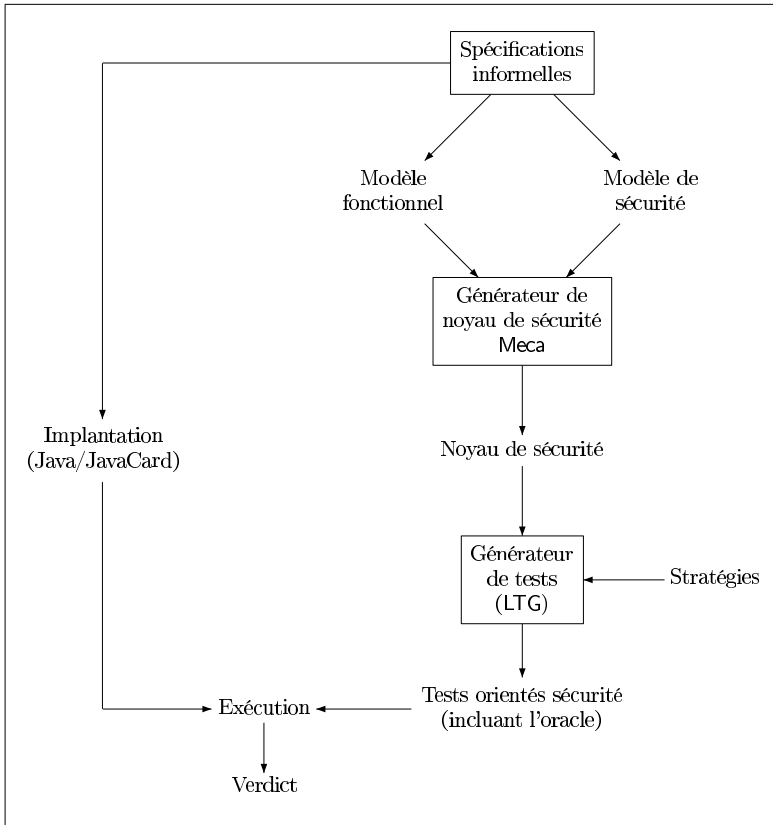 Spécifications
informelles
Modèle
fonctionnel
Modèle de
sécurité
Générateur de
noyau de sécurité
Meca
Implantation
(Java/JavaCard)
Noyau de sécurité
Générateur
de tests
(LTG)
Stratégies
Tests orientés sécurité
(incluant l'oracle)
Exécution
Verdict